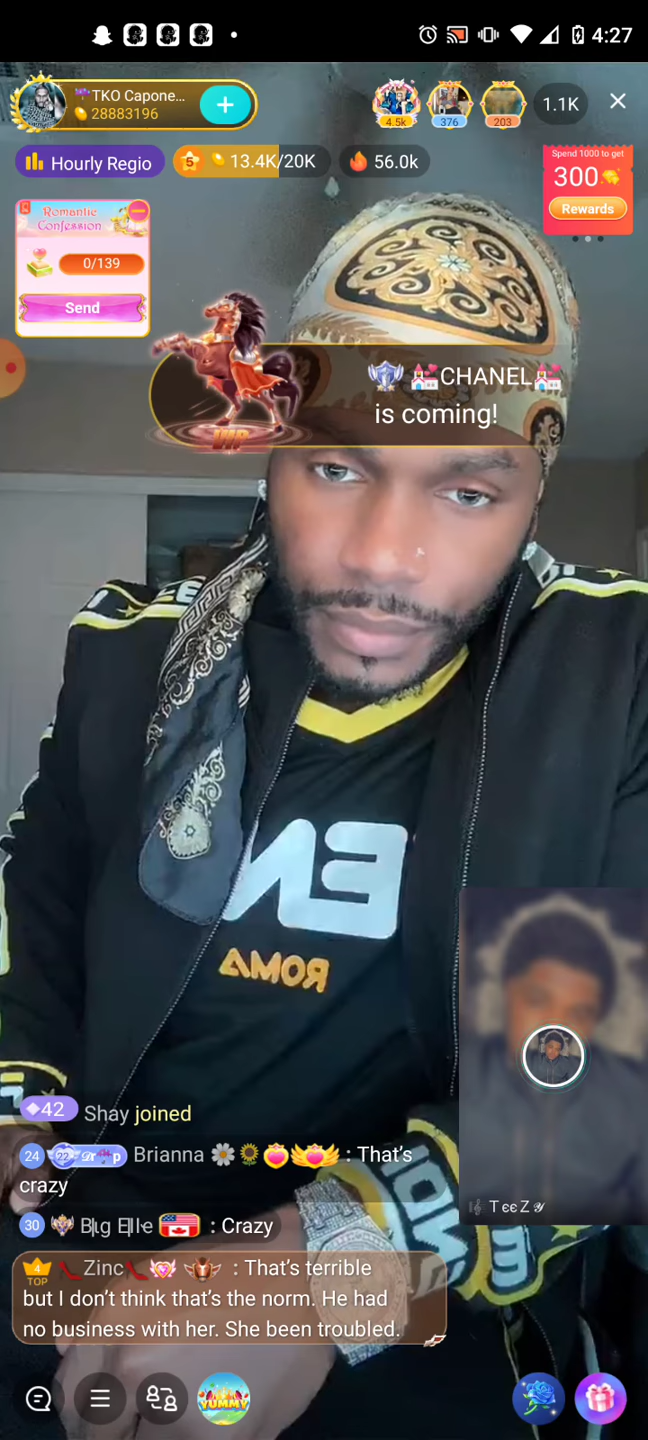 4:27
TKO Capone...
28883196
4.5k
376
203
1.1K
Hourly Regio
5
13.4K/20K
56.0k
Spend 1000 to get
300
Rewards
Romantic
Confession
0/139
Send
CHANEL
is coming!
VIP
ROMA
42 Shay joined
24 Brianna : That's
crazy
30 Big Elle : Crazy
4 TOP Zinc : That's terrible
but I don't think that's the norm. He had
no business with her. She been troubled.
TeeZy
YUMMY